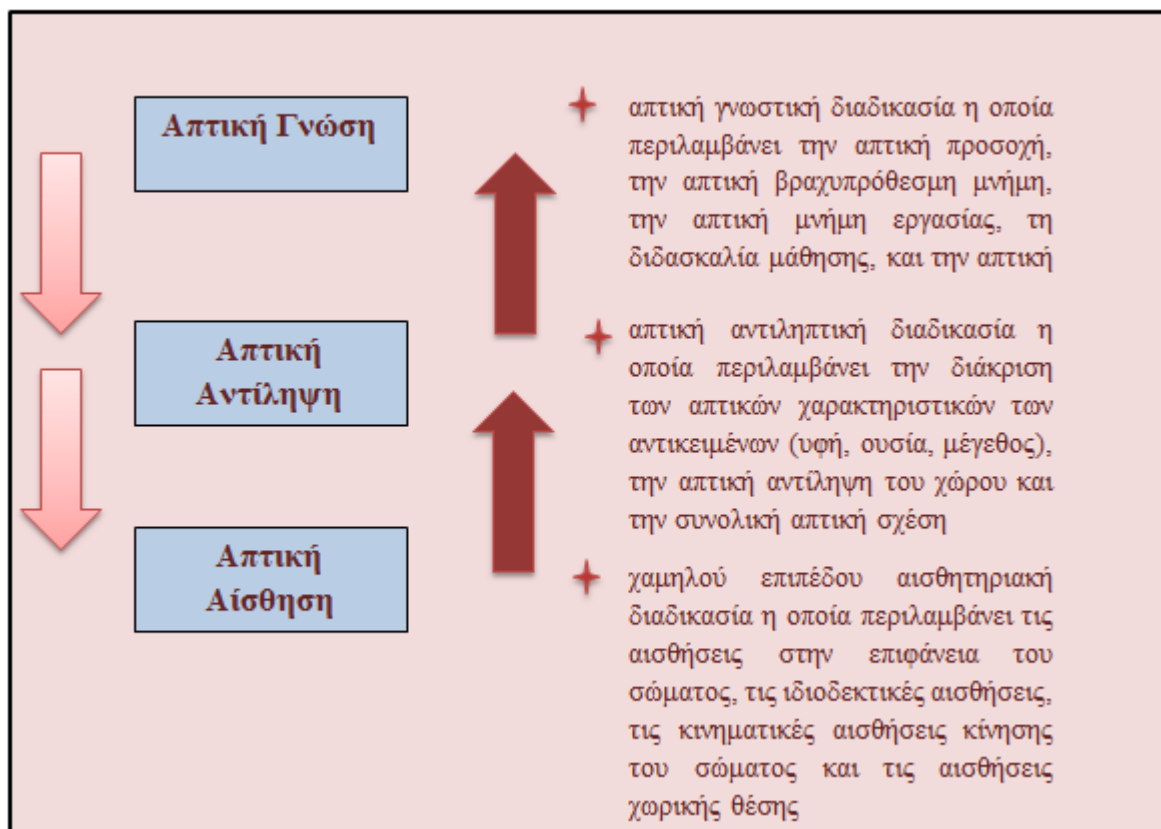 Απτική Γνώση
απτική γνωστική διαδικασία η οποία
περιλαμβάνει την απτική προσοχή,
την απτική βραχυπρόθεσμη μνήμη,
την απτική μνήμη εργασίας, τη
διδασκαλία μάθησης, και την απτική
Απτική
Αντίληψη
απτική αντιληπτική διαδικασία η
οποία περιλαμβάνει την διάκριση
των απτικών χαρακτηριστικών των
αντικειμένων (υφή, ουσία, μέγεθος),
την απτική αντίληψη του χώρου και
την συνολική απτική σχέση
Απτική
Αίσθηση
χαμηλού επιπέδου αισθητηριακή
διαδικασία η οποία περιλαμβάνει τις
αισθήσεις στην επιφάνεια του
σώματος, τις ιδιοδεκτικές αισθήσεις,
τις κινηματικές αισθήσεις κίνησης
του σώματος και τις αισθήσεις
χωρικής θέσης